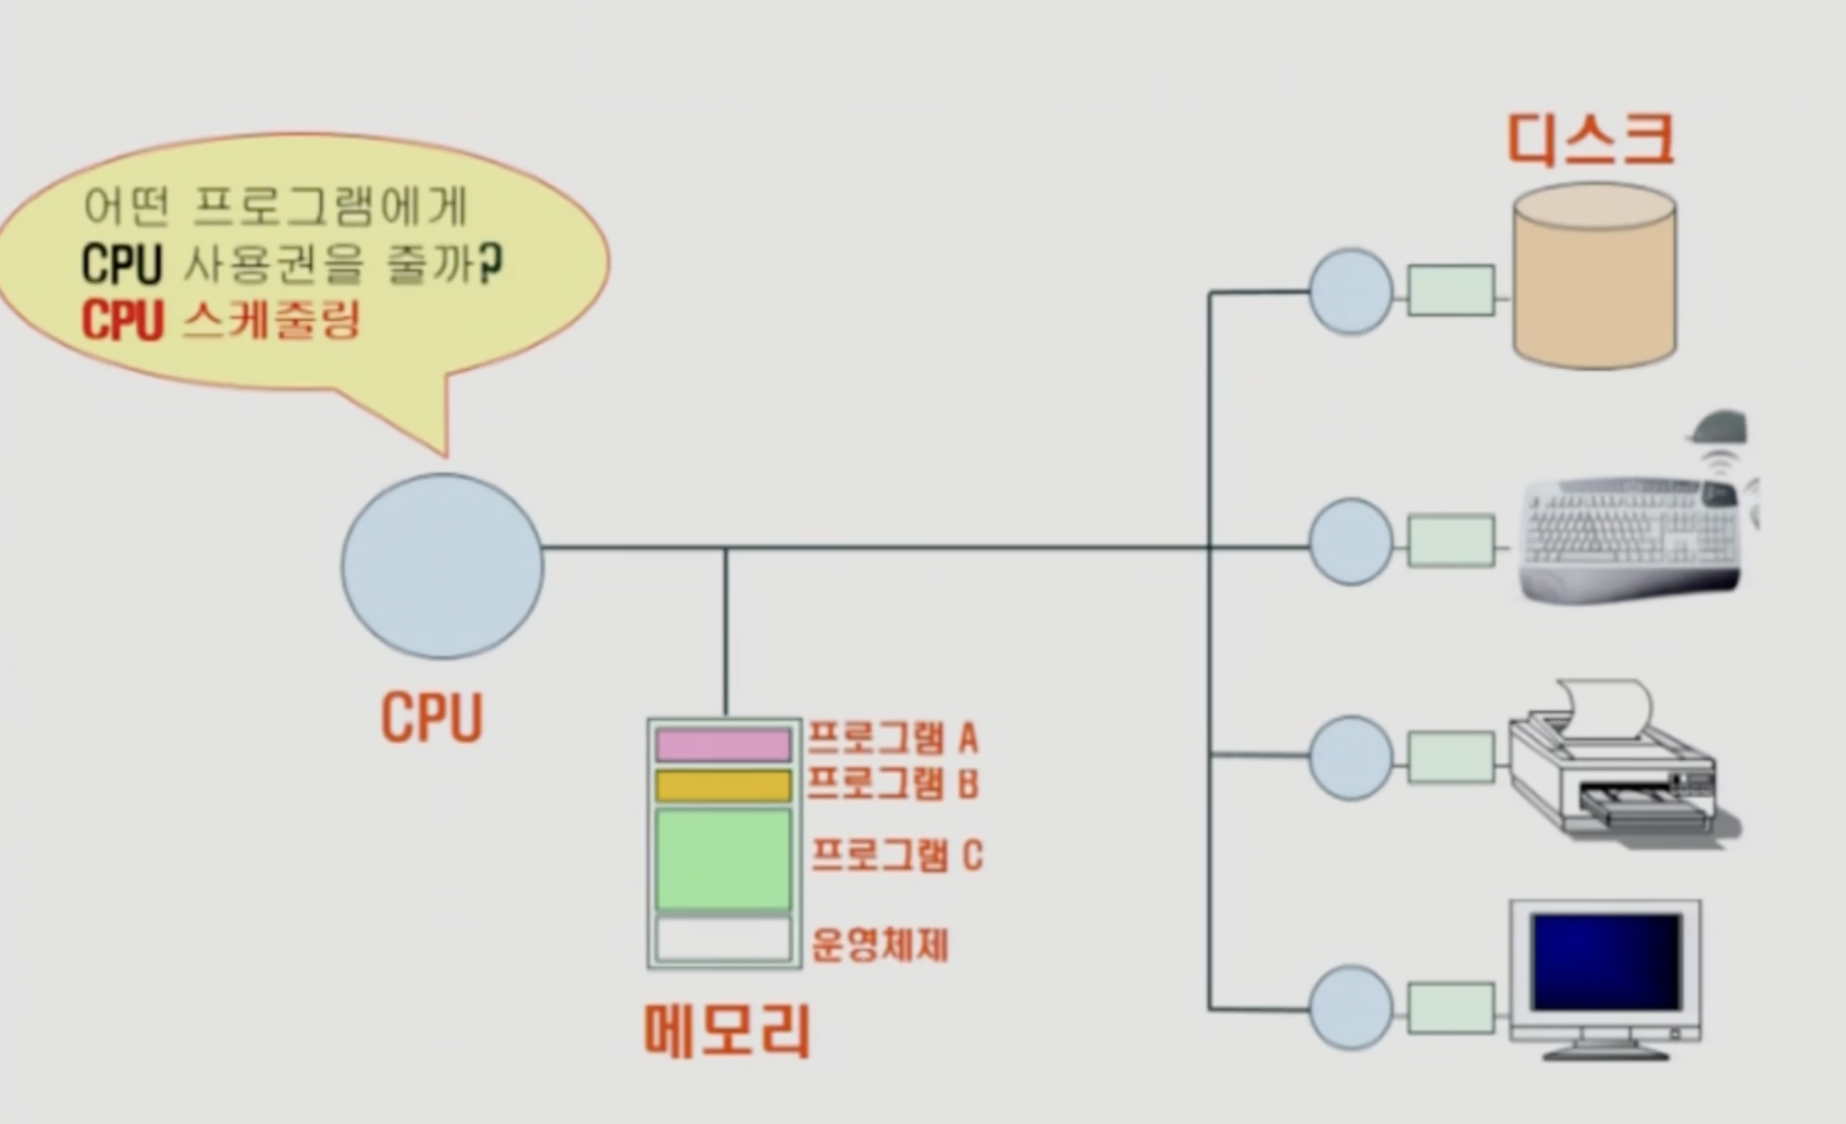 어떤 프로그램에게
CPU 사용권을 줄까?
CPU 스케줄링
디스크
CPU
프로그램 A
프로그램 B
프로그램 C
운영체제
메모리